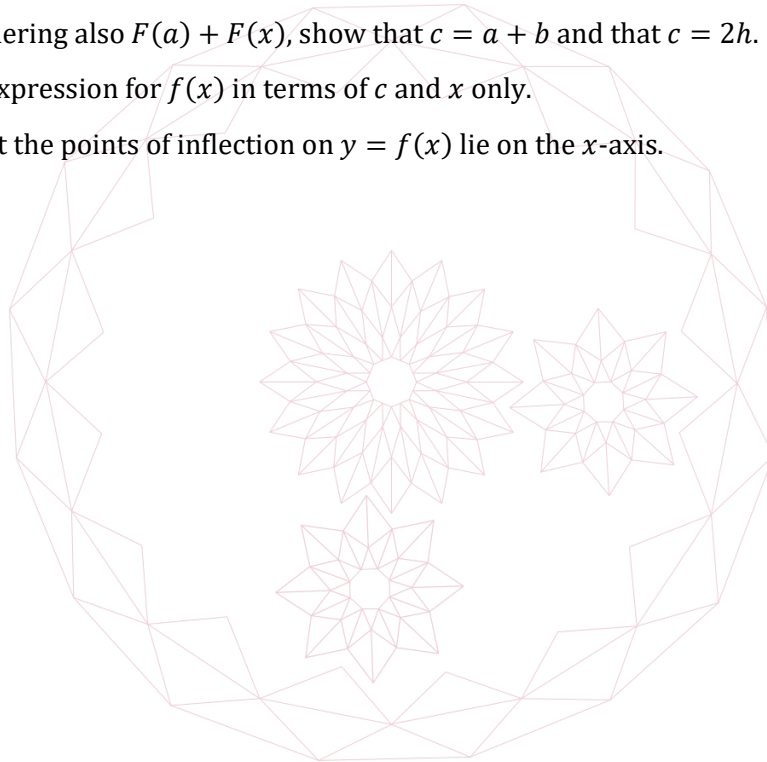 ering also F(a) + F(x), show that c = a + b and that c = 2h.
xpression for f(x) in terms of c and x only.
t the points of inflection on y = f(x) lie on the x-axis.